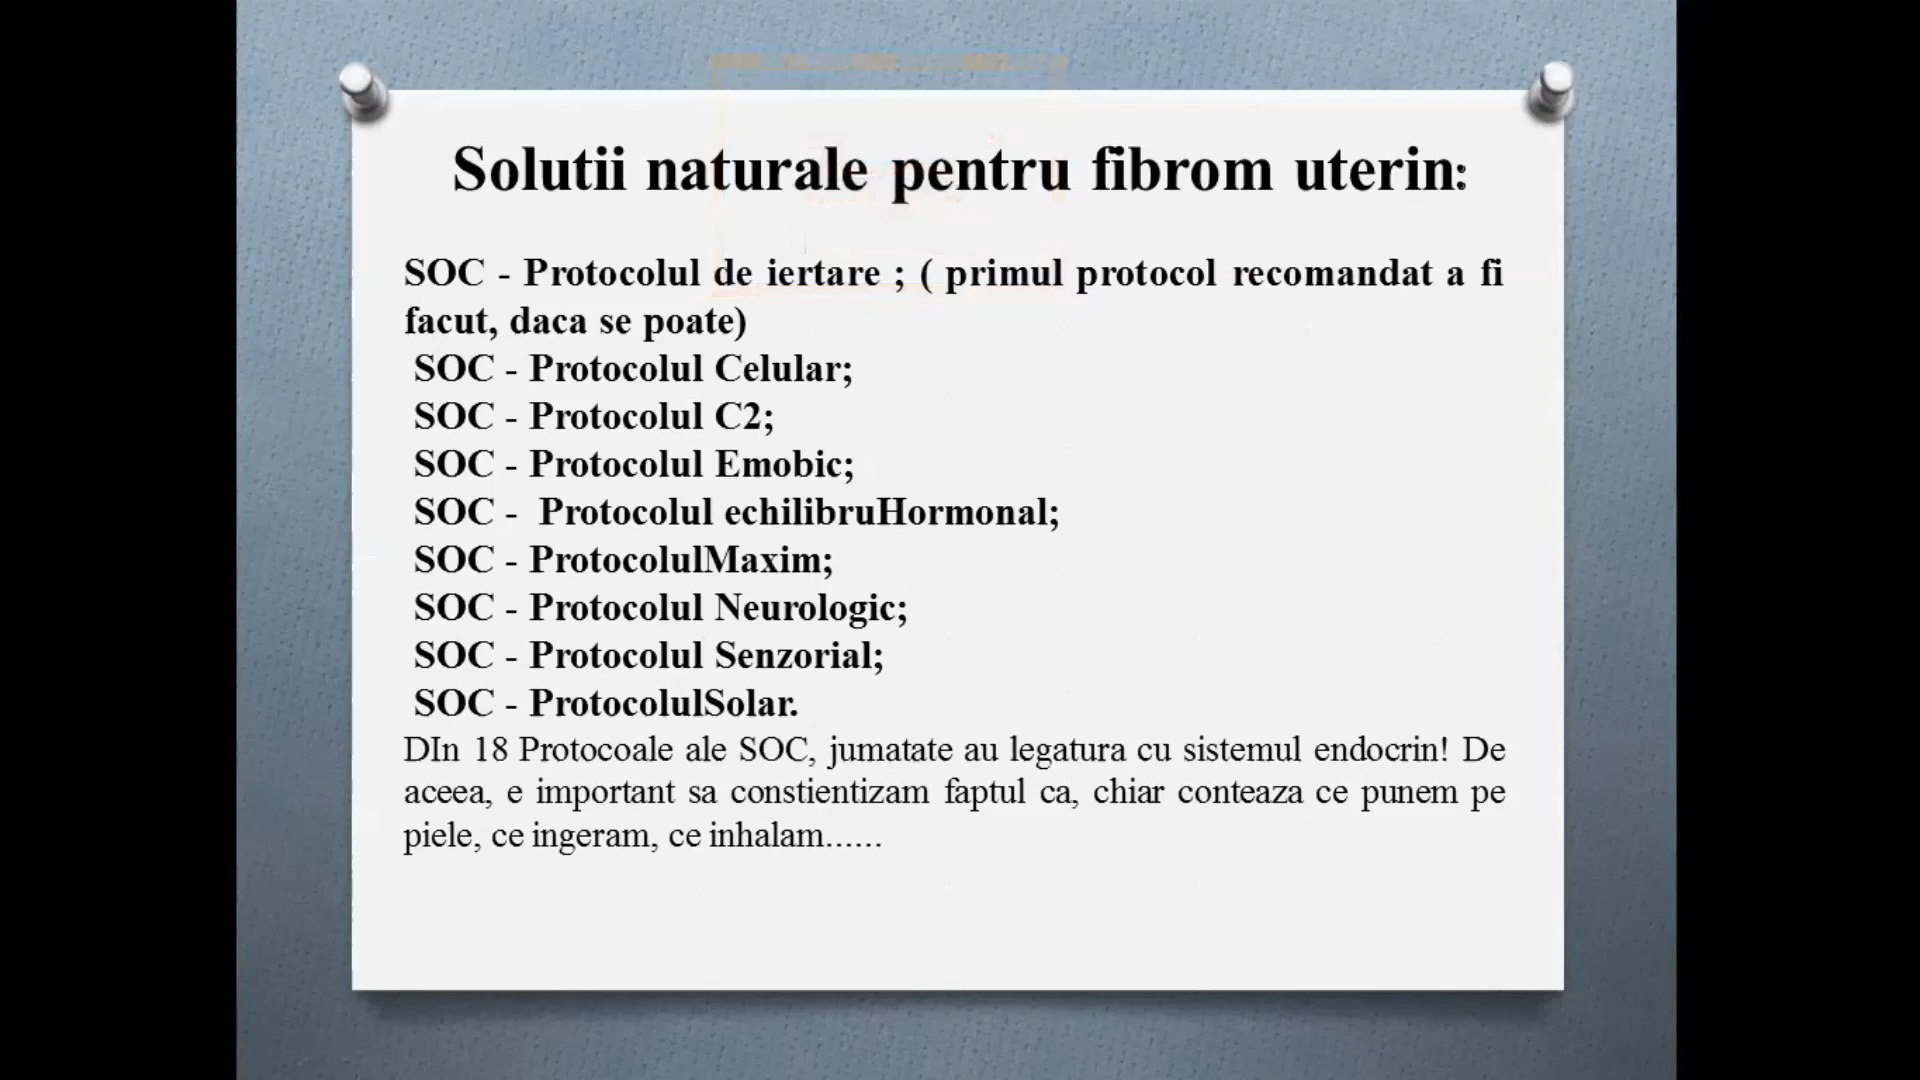 Solutii naturale pentru fibrom uterin:
SOC - Protocolul de iertare ; ( primul protocol recomandat a fi
facut, daca se poate)
SOC - Protocolul Celular;
SOC - Protocolul C2;
SOC - Protocolul Emobic;
SOC - Protocolul echilibruHormonal;
SOC - ProtocolulMaxim;
SOC - Protocolul Neurologic;
SOC - Protocolul Senzorial;
SOC - ProtocolulSolar.
DIn 18 Protocoale ale SOC, jumatate au legatura cu sistemul endocrin! De
aceea, e important sa constientizam faptul ca, chiar conteaza ce punem pe
piele, ce ingeram, ce inhalam......